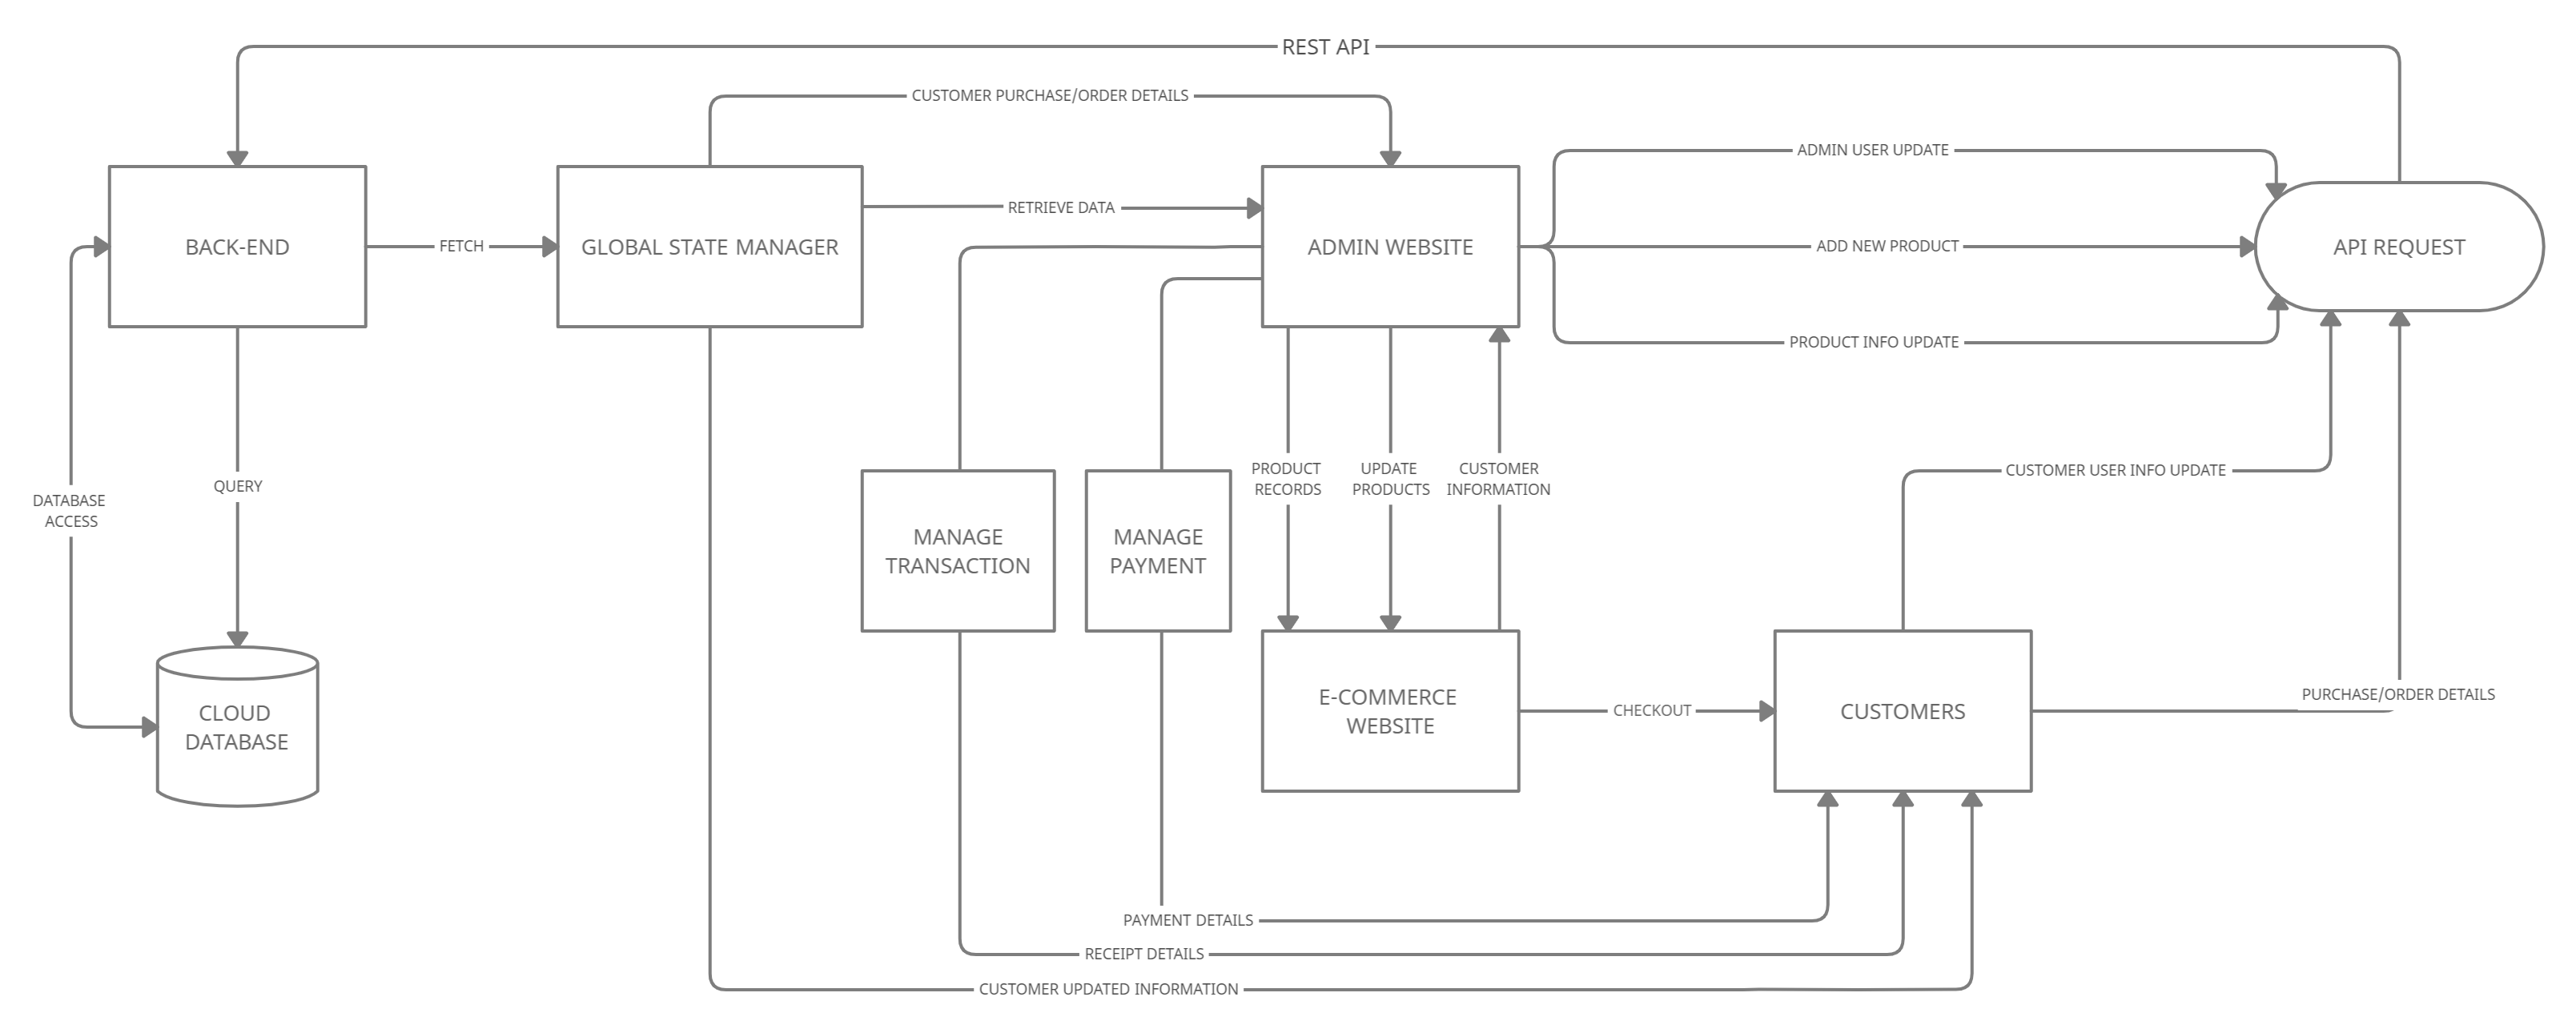 REST API
CUSTOMER PURCHASE/ORDER DETAILS
ADMIN USER UPDATE
RETRIEVE DATA
BACK-END
FETCH
GLOBAL STATE MANAGER
ADMIN WEBSITE
ADD NEW PRODUCT
API REQUEST
PRODUCT INFO UPDATE
PRODUCT
RECORDS
UPDATE
PRODUCTS
CUSTOMER
INFORMATION
CUSTOMER USER INFO UPDATE
QUERY
DATABASE
ACCESS
MANAGE
TRANSACTION
MANAGE
PAYMENT
CLOUD
DATABASE
E-COMMERCE
WEBSITE
CHECKOUT
CUSTOMERS
PURCHASE/ORDER DETAILS
PAYMENT DETAILS
RECEIPT DETAILS
CUSTOMER UPDATED INFORMATION